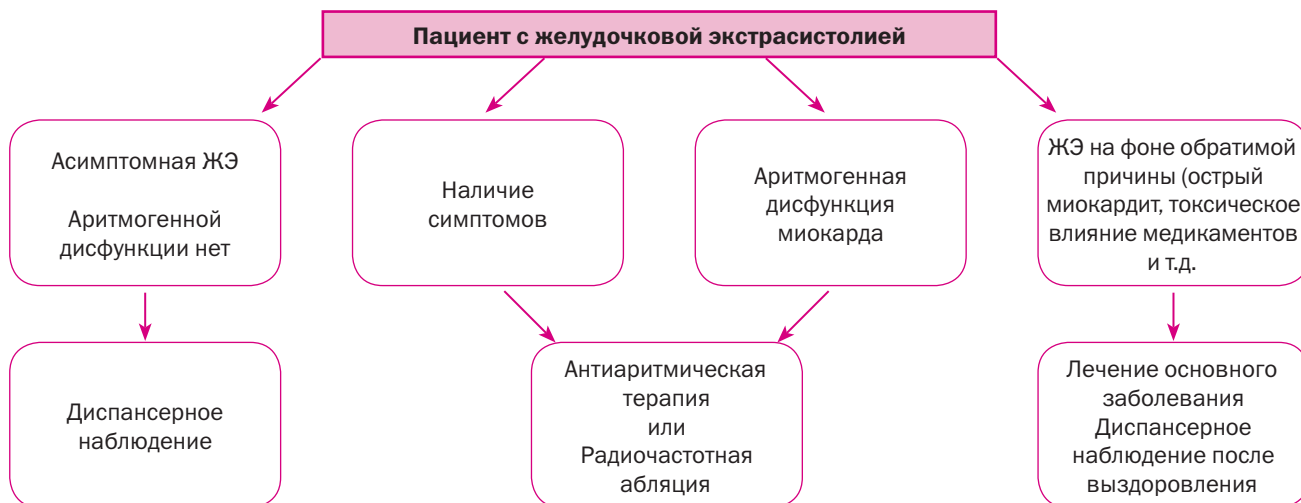 Пациент с желудочковой экстрасистолией
Асимптомная ЖЭ
Аритмогенной
дисфункции нет
Наличие
симптомов
Аритмогенная
дисфункция
миокарда
ЖЭ на фоне обратимой
причины (острый
миокардит, токсическое
влияние медикаментов
и т.д.
Диспансерное
наблюдение
Антиаритмическая
терапия
или
Радиочастотная
абляция
Лечение основного
заболевания
Диспансерное
наблюдение после
выздоровления